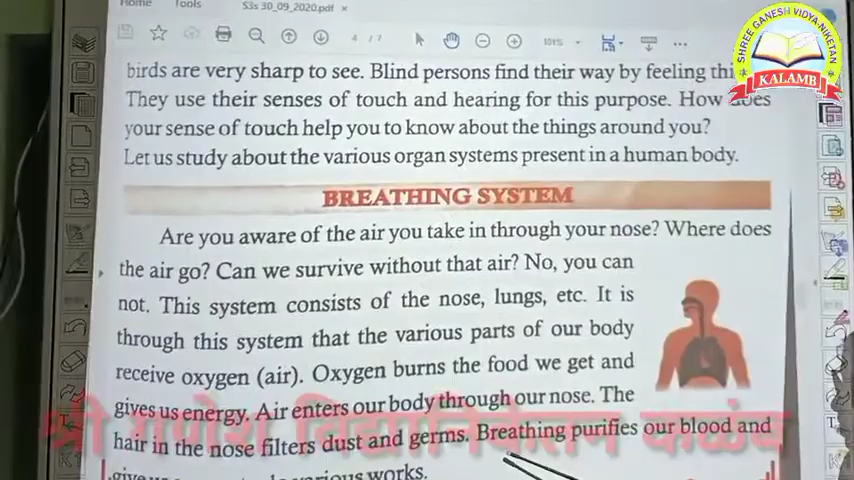 Home Tools S3s 30_09_2020.pdf ×
4 / 7 101%
SHREE GANESH VIDYA-NIKETAN
KALAMB
birds are very sharp to see. Blind persons find their way by feeling
They use their senses of touch and hearing for this purpose. How does
your sense of touch help you to know about the things around you?
Let us study about the various organ systems present in a human body.
BREATHING SYSTEM
Are you aware of the air you take in through your nose? Where does
the air go? Can we survive without that air? No, you can
not. This system consists of the nose, lungs, etc. It is
through this system that the various parts of our body
receive oxygen (air). Oxygen burns the food we get and
gives us energy. Air enters our body through our nose. The
hair in the nose filters dust and germs. Breathing purifies our blood and
various works.
श्री गणेश विद्यानिकेतन कळंब